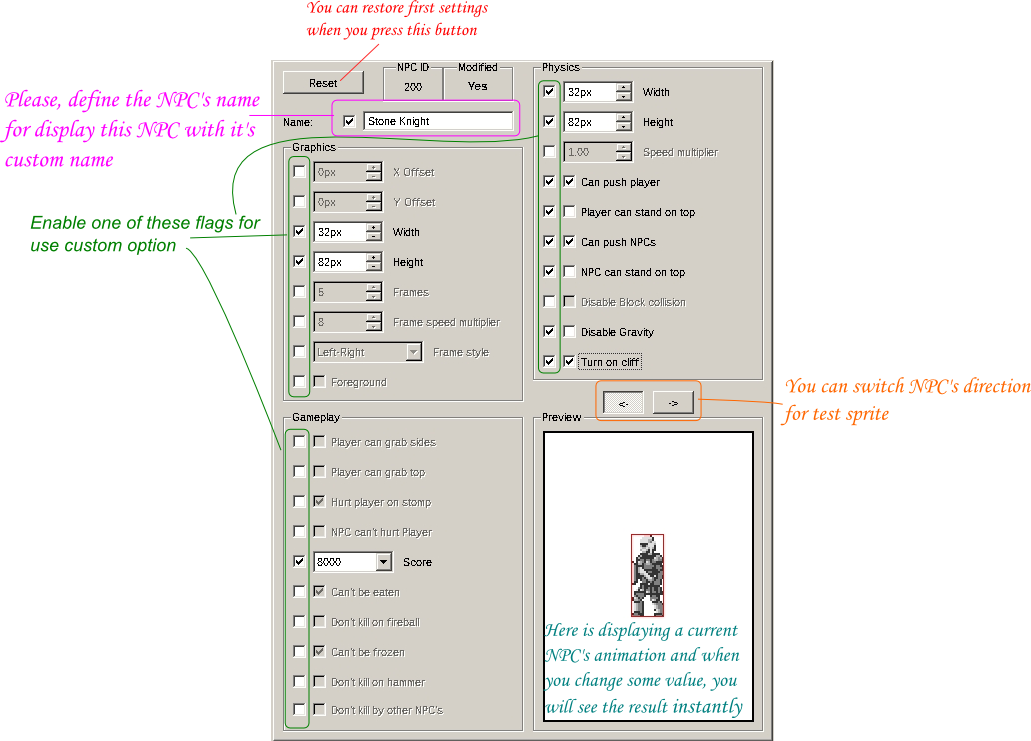 You can restore first settings
when you press this button
Reset
NPC ID
200
Modified
Yes
Please, define the NPC's name
for display this NPC with it's
custom name
Name:
Stone Knight
Graphics
0px
X Offset
0px
Y Offset
Enable one of these flags for
use custom option
32px
Width
82px
Height
5
Frames
8
Frame speed multiplier
Left-Right
Frame style
Foreground
Physics
32px
Width
82px
Height
1.00
Speed multiplier
Can push player
Player can stand on top
Can push NPCs
NPC can stand on top
Disable Block collision
Disable Gravity
Turn on cliff
<-
->
You can switch NPC's direction
for test sprite
Gameplay
Player can grab sides
Player can grab top
Hurt player on stomp
NPC can't hurt Player
8000
Score
Can't be eaten
Don't kill on fireball
Can't be frozen
Don't kill on hammer
Don't kill by other NPC's
Preview
Here is displaying a current
NPC's animation and when
you change some value, you
will see the result instantly